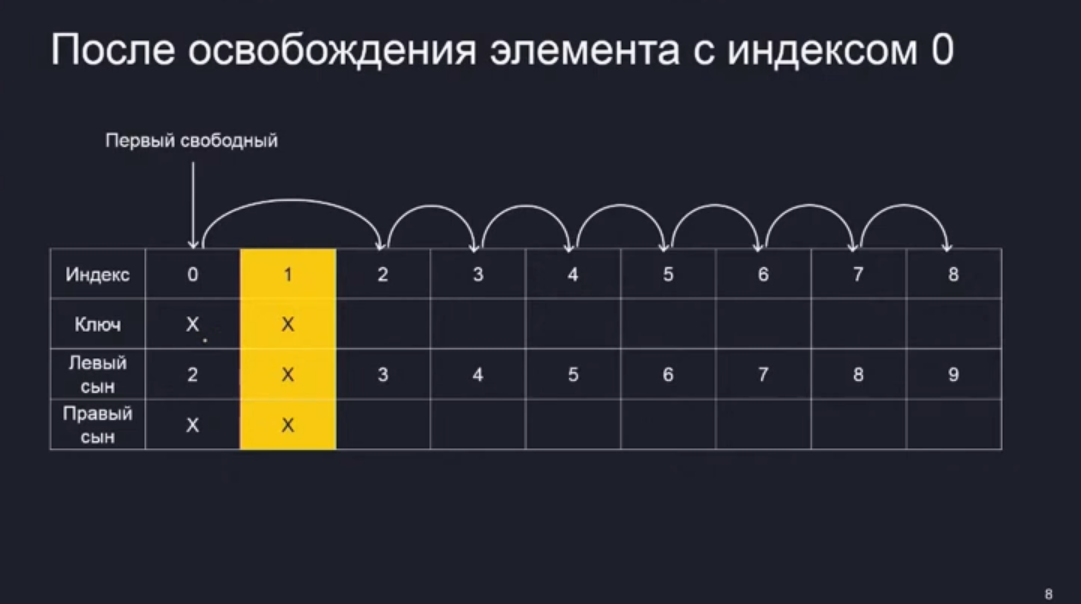 После освобождения элемента с индексом 0
Первый свободный
Индекс 0 1 2 3 4 5 6 7 8
Ключ X X
Левый
сын 2 X 3 4 5 6 7 8 9
Правый
сын X X
8